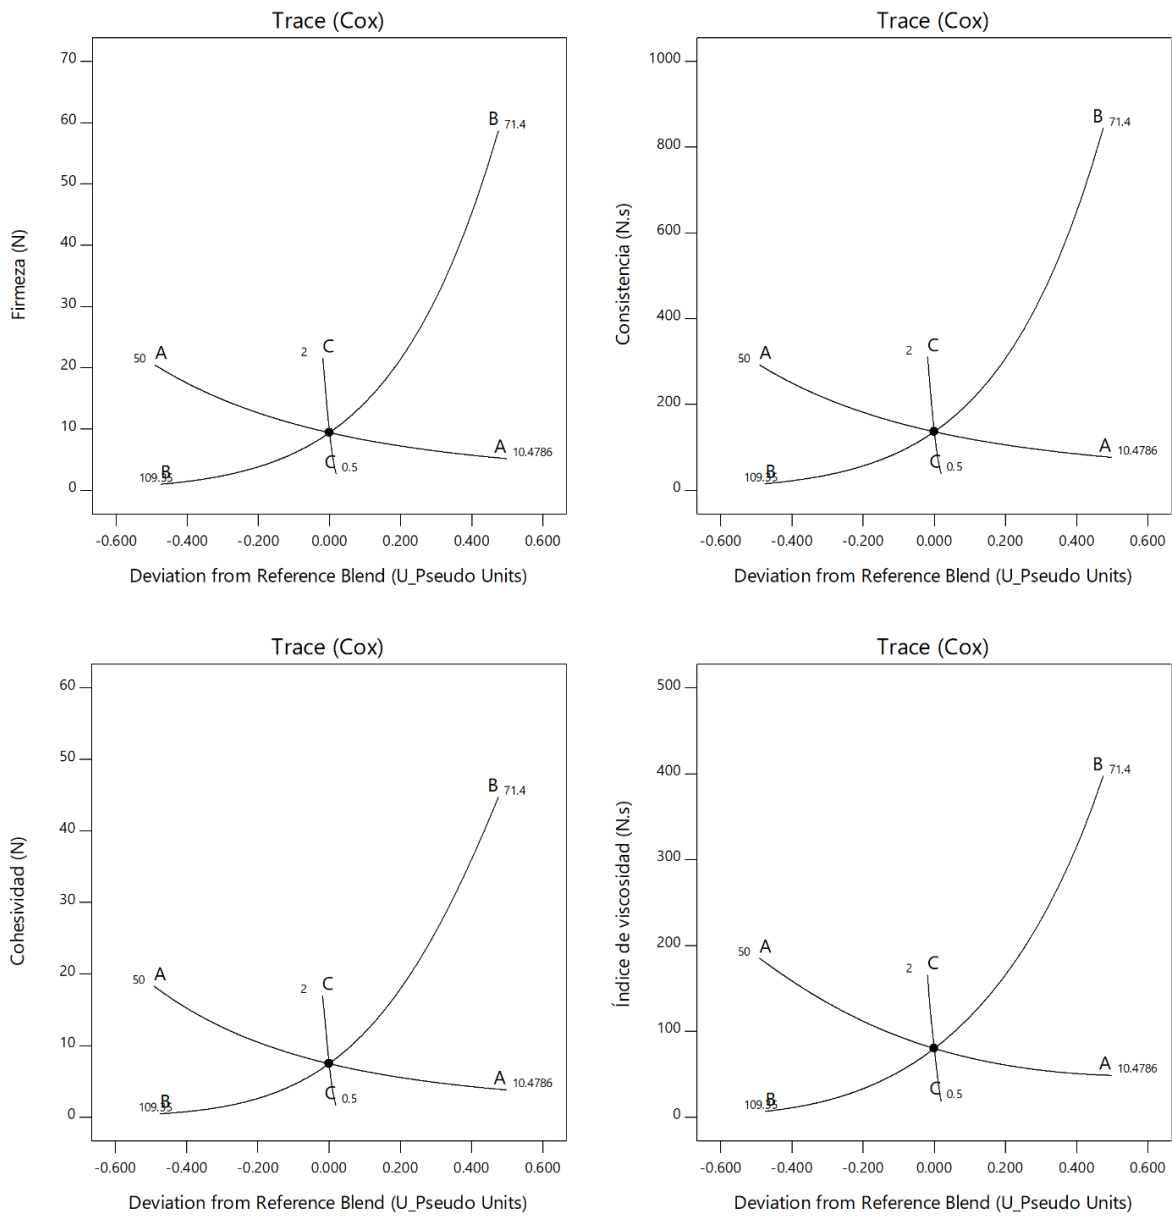 Trace (Cox)
Firmeza (N)
70
60
50
40
30
20
10
0
B 71.4
50 A
2 C
A 10.4786
C 0.5
109.35 B
-0.600 -0.400 -0.200 0.000 0.200 0.400 0.600
Deviation from Reference Blend (U_Pseudo Units)
Trace (Cox)
Consistencia (N.s)
1000
800
600
400
200
0
B 71.4
50 A
2 C
A 10.4786
C 0.5
109.35 B
-0.600 -0.400 -0.200 0.000 0.200 0.400 0.600
Deviation from Reference Blend (U_Pseudo Units)
Trace (Cox)
Cohesividad (N)
60
50
40
30
20
10
0
B 71.4
50 A
2 C
A 10.4786
C 0.5
109.35 B
-0.600 -0.400 -0.200 0.000 0.200 0.400 0.600
Deviation from Reference Blend (U_Pseudo Units)
Trace (Cox)
Índice de viscosidad (N.s)
500
400
300
200
100
0
B 71.4
50 A
2 C
A 10.4786
C 0.5
109.35 B
-0.600 -0.400 -0.200 0.000 0.200 0.400 0.600
Deviation from Reference Blend (U_Pseudo Units)